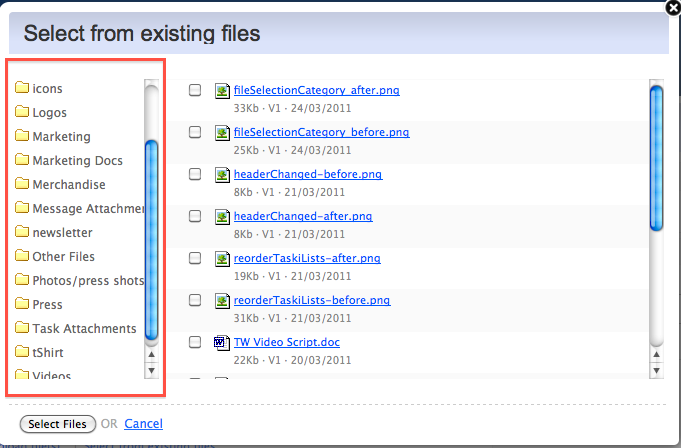 Select from existing files
icons
Logos
Marketing
Marketing Docs
Merchandise
Message Attachmen
newsletter
Other Files
Photos/press shots
Press
Task Attachments
tShirt
Videos
fileSelectionCategory_after.png
33Kb · V1 · 24/03/2011
fileSelectionCategory_before.png
25Kb · V1 · 24/03/2011
headerChanged-before.png
8Kb · V1 · 21/03/2011
headerChanged-after.png
8Kb · V1 · 21/03/2011
reorderTaskiLists-after.png
19Kb · V1 · 21/03/2011
reorderTaskiLists-before.png
31Kb · V1 · 21/03/2011
TW Video Script.doc
22Kb · V1 · 20/03/2011
Select Files OR Cancel